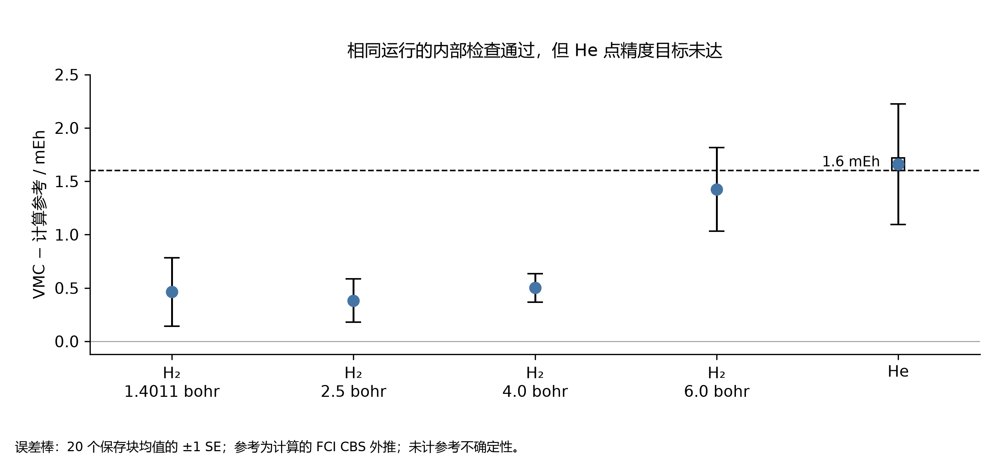 相同运行的内部检查通过，但 He 点精度目标未达
VMC − 计算参考 / mEh
2.5
2.0
1.5
1.0
0.5
0.0
1.6 mEh
H₂
1.4011 bohr
H₂
2.5 bohr
H₂
4.0 bohr
H₂
6.0 bohr
He
误差棒：20 个保存块均值的 ±1 SE；参考为计算的 FCI CBS 外推；未计参考不确定性。